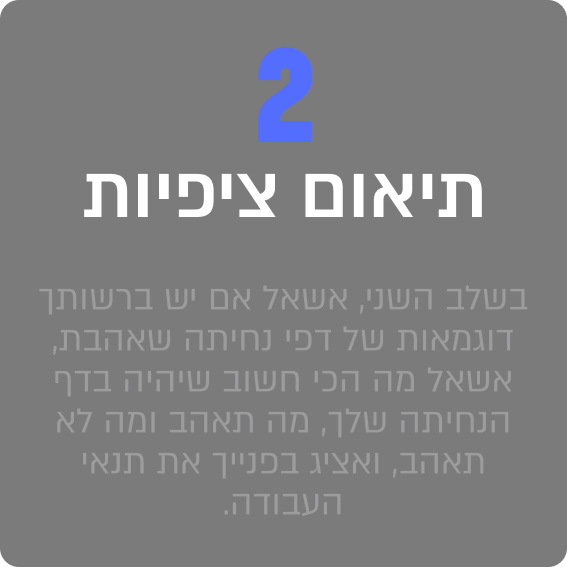 2
תיאום ציפיות
בשלב השני, אשאל אם יש ברשותך
דוגמאות של דפי נחיתה שאהבת,
אשאל מה הכי חשוב שיהיה בדף
הנחיתה שלך, מה תאהב ומה לא
תאהב, ואציג בפנייך את תנאי
העבודה.